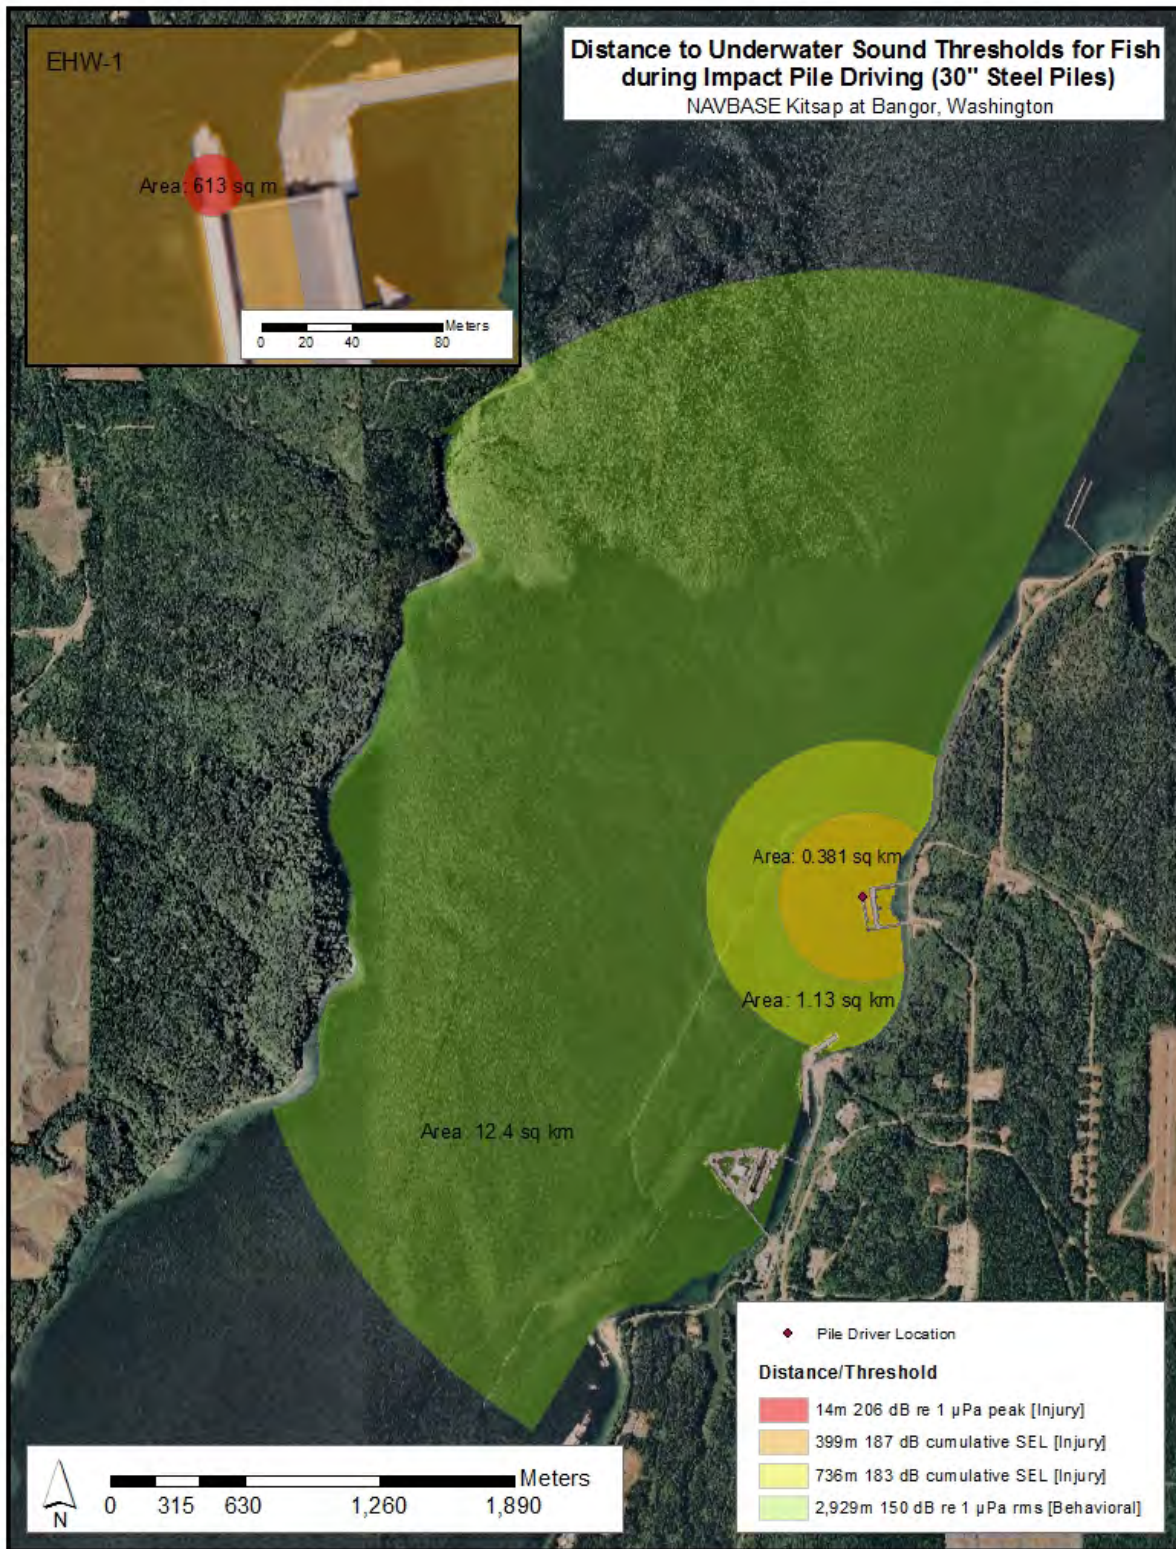 EHW-1
Area: 613 sq m
Meters
0 20 40 80
Distance to Underwater Sound Thresholds for Fish
during Impact Pile Driving (30" Steel Piles)
NAVBASE Kitsap at Bangor, Washington
Area: 0.381 sq km
Area: 1.13 sq km
Area: 12.4 sq km
Pile Driver Location
Distance/Threshold
14m 206 dB re 1 µPa peak [Injury]
399m 187 dB cumulative SEL [Injury]
736m 183 dB cumulative SEL [Injury]
2,929m 150 dB re 1 µPa rms [Behavioral]
N
Meters
0 315 630 1,260 1,890